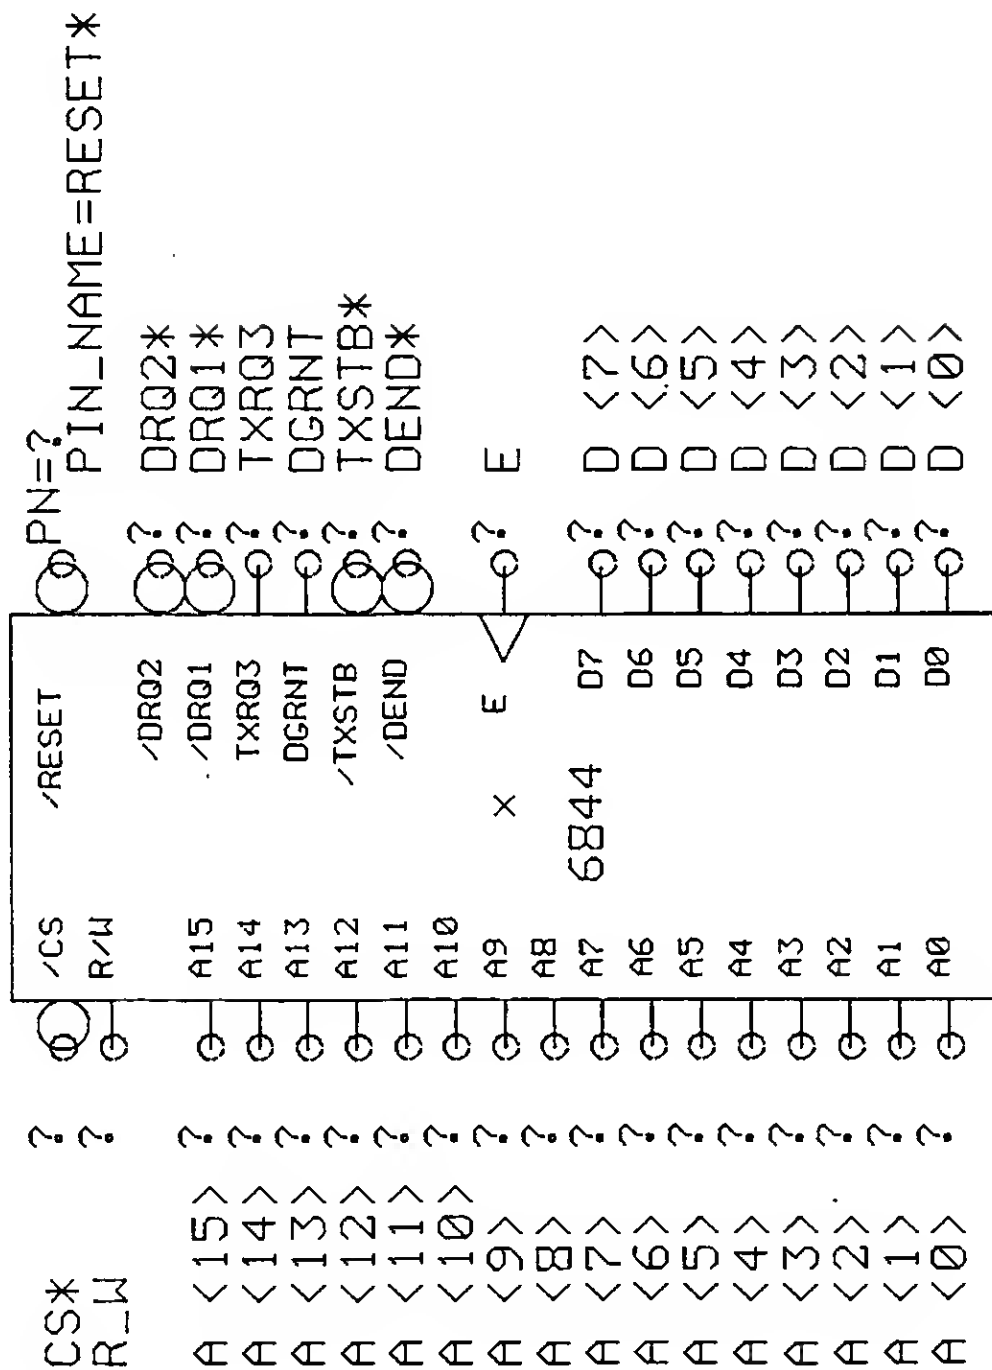 CS* ? /CS /RESET PN=?
PIN_NAME=RESET*
R_W ? R/W
/DRQ2 ? DRQ2*
A <15> ? A15 /DRQ1 ? DRQ1*
A <14> ? A14 TXRQ3 ? TXRQ3
A <13> ? A13 DGRNT ? DGRNT
A <12> ? A12 /TXSTB ? TXSTB*
A <11> ? A11 /DEND ? DEND*
A <10> ? A10
A <9> ? A9 E ? E
A <8> ? A8
A <7> ? A7 6844 D7 ? D <7>
A <6> ? A6 D6 ? D <6>
A <5> ? A5 D5 ? D <5>
A <4> ? A4 D4 ? D <4>
A <3> ? A3 D3 ? D <3>
A <2> ? A2 D2 ? D <2>
A <1> ? A1 D1 ? D <1>
A <0> ? A0 D0 ? D <0>